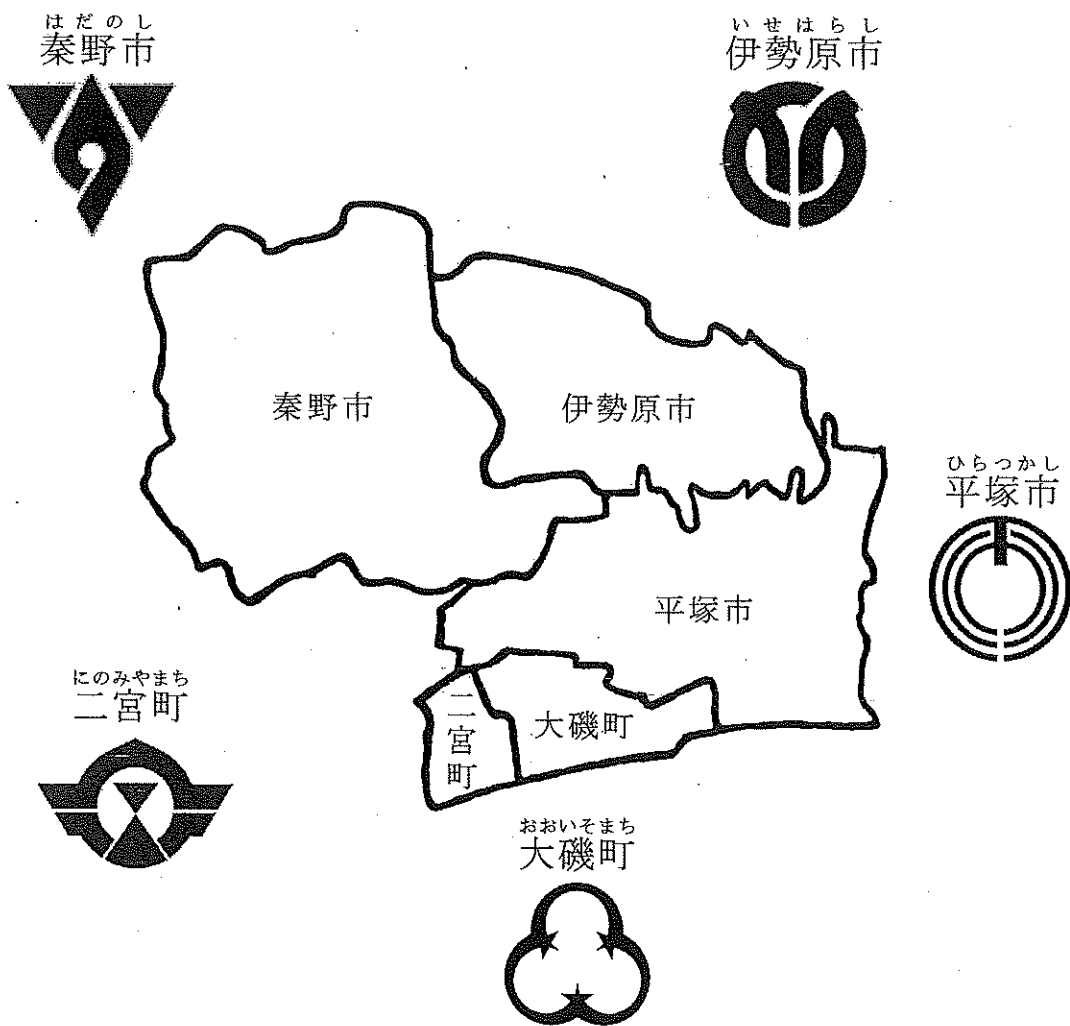 はだのし
秦野市
いせはらし
伊勢原市
秦野市
伊勢原市
ひらつかし
平塚市
平塚市
にのみやまち
二宮町
二宮町
大磯町
おおいそまち
大磯町